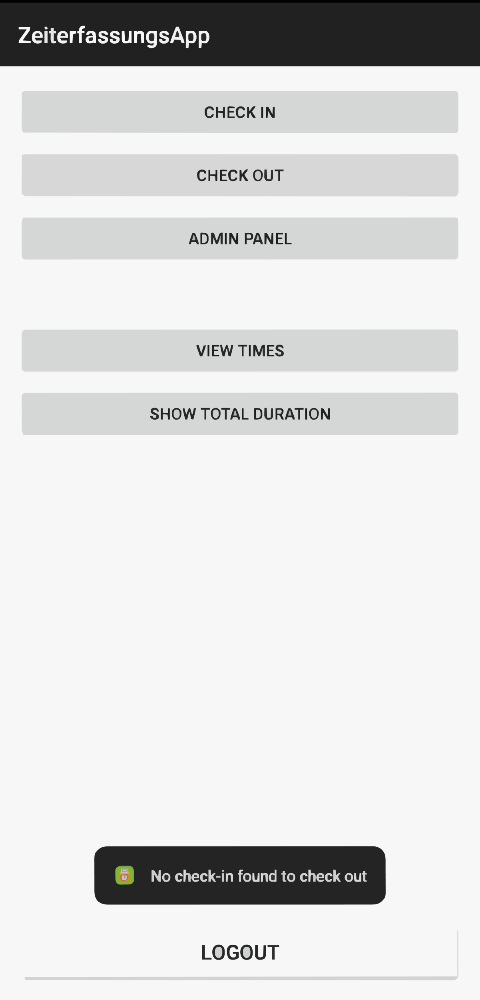 ZeiterfassungsApp
CHECK IN
CHECK OUT
ADMIN PANEL
VIEW TIMES
SHOW TOTAL DURATION
No check-in found to check out
LOGOUT